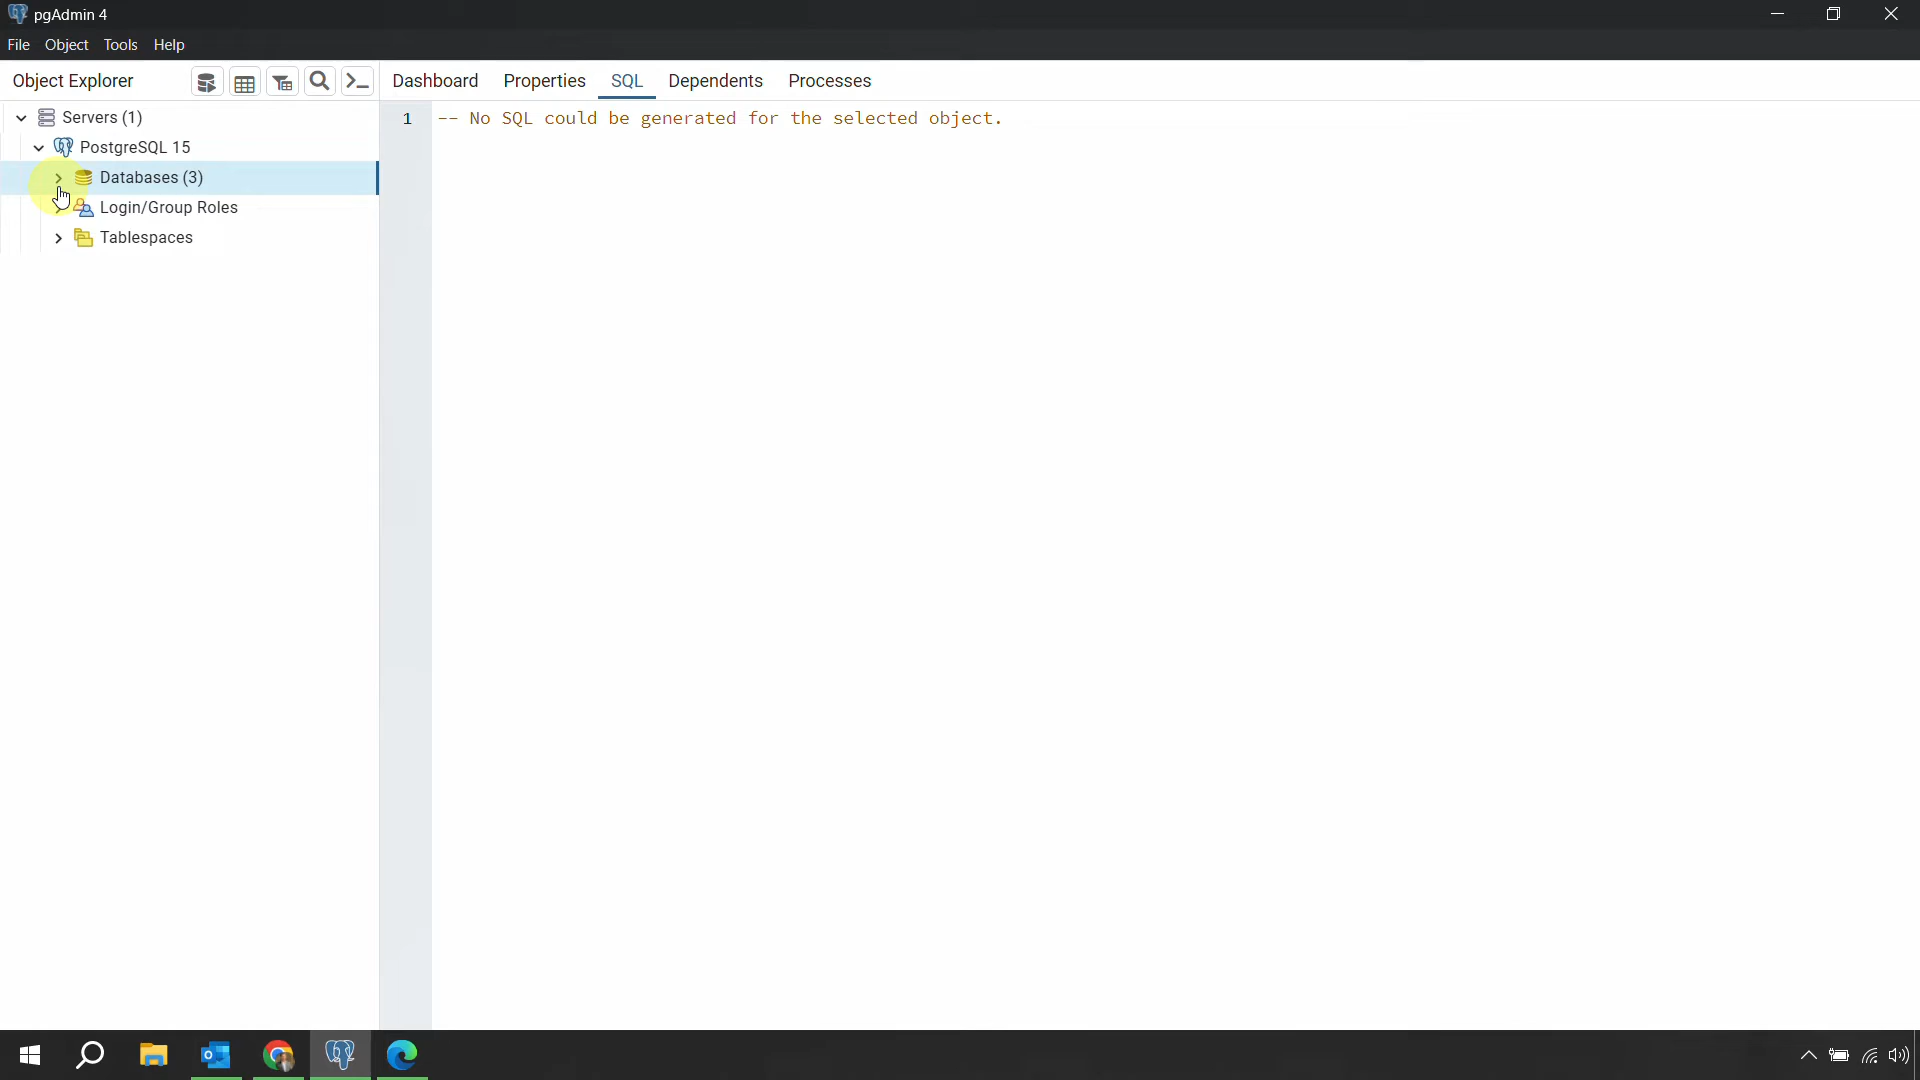 pgAdmin 4
File Object Tools Help
Object Explorer
Dashboard Properties SQL Dependents Processes
Servers (1)
1 -- No SQL could be generated for the selected object.
PostgreSQL 15
Databases (3)
Login/Group Roles
Tablespaces